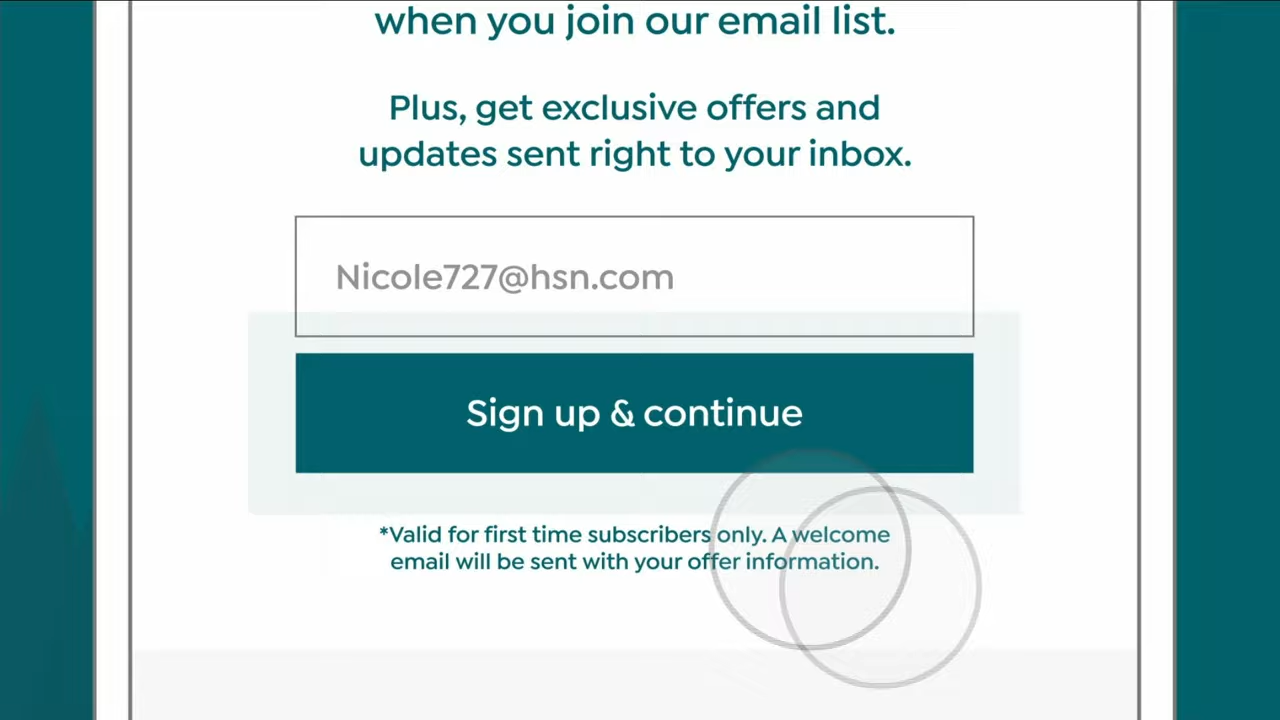 when you join our email list.
Plus, get exclusive offers and
updates sent right to your inbox.
Nicole727@hsn.com
Sign up & continue
*Valid for first time subscribers only. A welcome
email will be sent with your offer information.